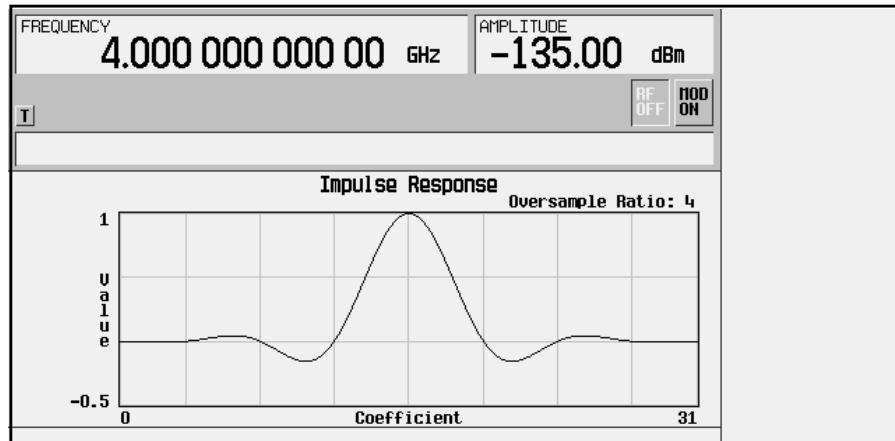 FREQUENCY
4.000 000 000 00 GHz
AMPLITUDE
-135.00 dBm
T
RF OFF
MOD ON
Impulse Response
Oversample Ratio: 4
1
Value
-0.5
0
Coefficient
31